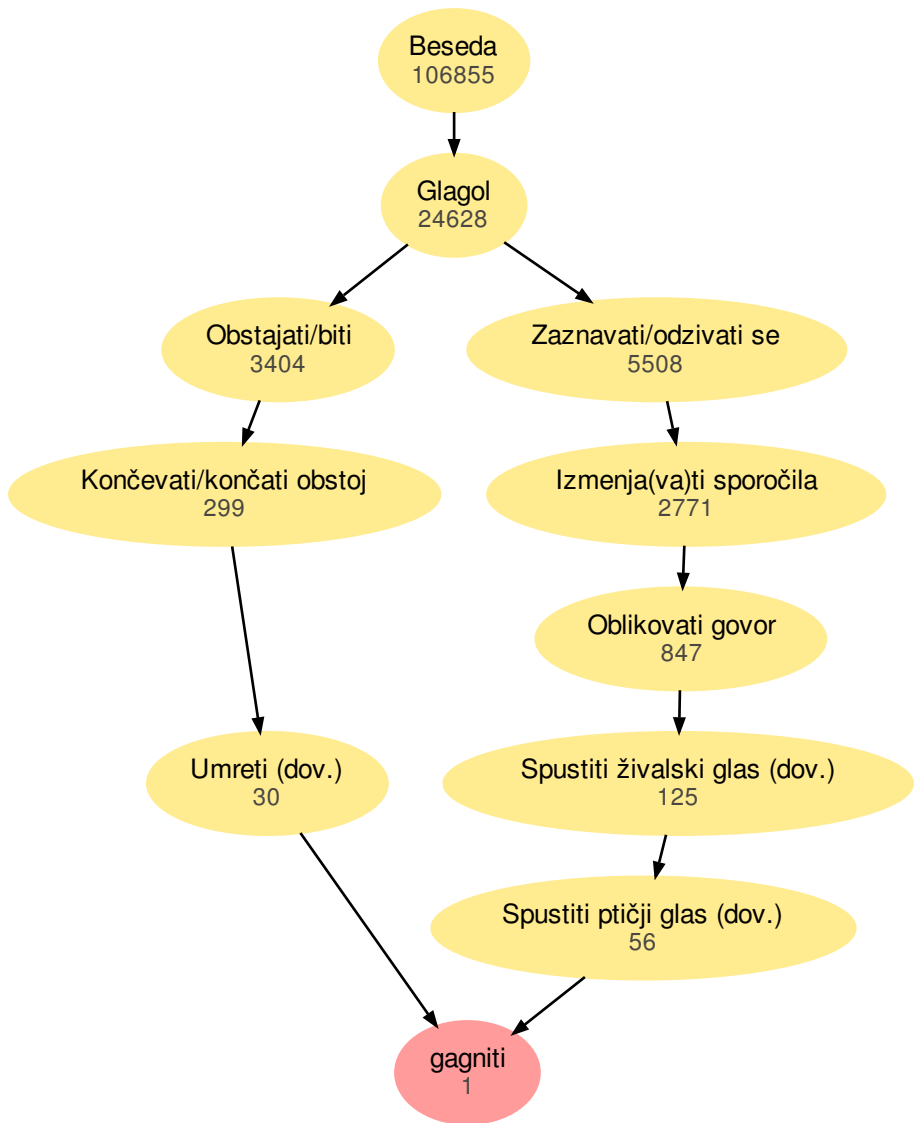 Beseda
106855
Glagol
24628
Obstajati/biti
3404
Zaznavati/odzivati se
5508
Končevati/končati obstoj
299
Izmenja(va)ti sporočila
2771
Oblikovati govor
847
Umreti (dov.)
30
Spustiti živalski glas (dov.)
125
Spustiti ptičji glas (dov.)
56
gagniti
1